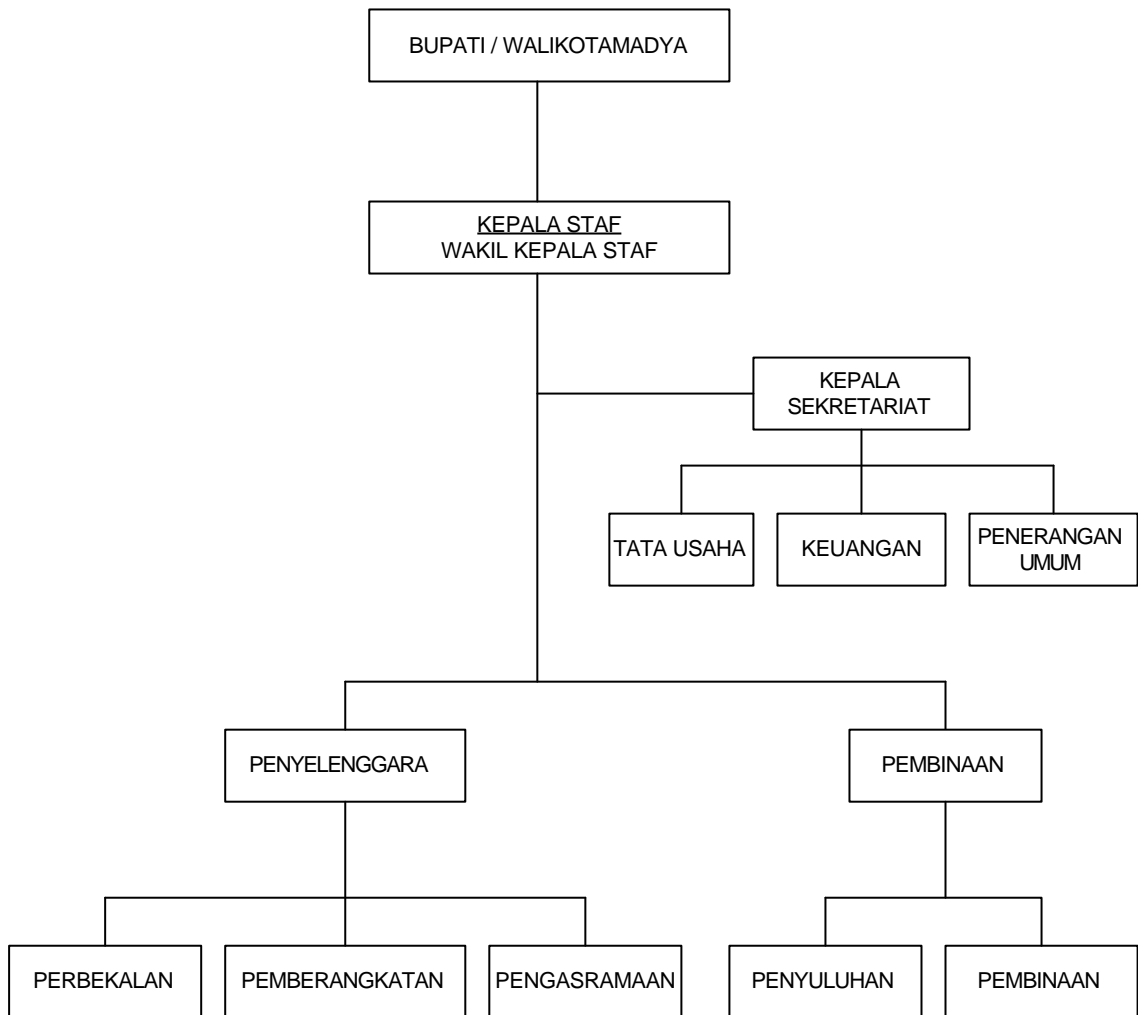 BUPATI / WALIKOTAMADYA
KEPALA STAF
WAKIL KEPALA STAF
KEPALA
SEKRETARIAT
TATA USAHA
KEUANGAN
PENERANGAN
UMUM
PENYELENGGARA
PEMBINAAN
PERBEKALAN
PEMBERANGKATAN
PENGASRAMAAN
PENYULUHAN
PEMBINAAN